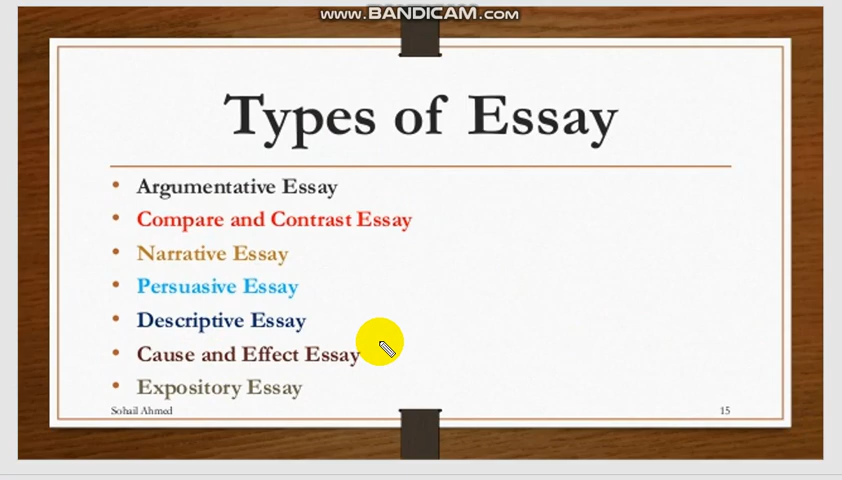 www.BANDICAM.com
Types of Essay
• Argumentative Essay
• Compare and Contrast Essay
• Narrative Essay
• Persuasive Essay
• Descriptive Essay
• Cause and Effect Essay
• Expository Essay
Sohail Ahmed 15